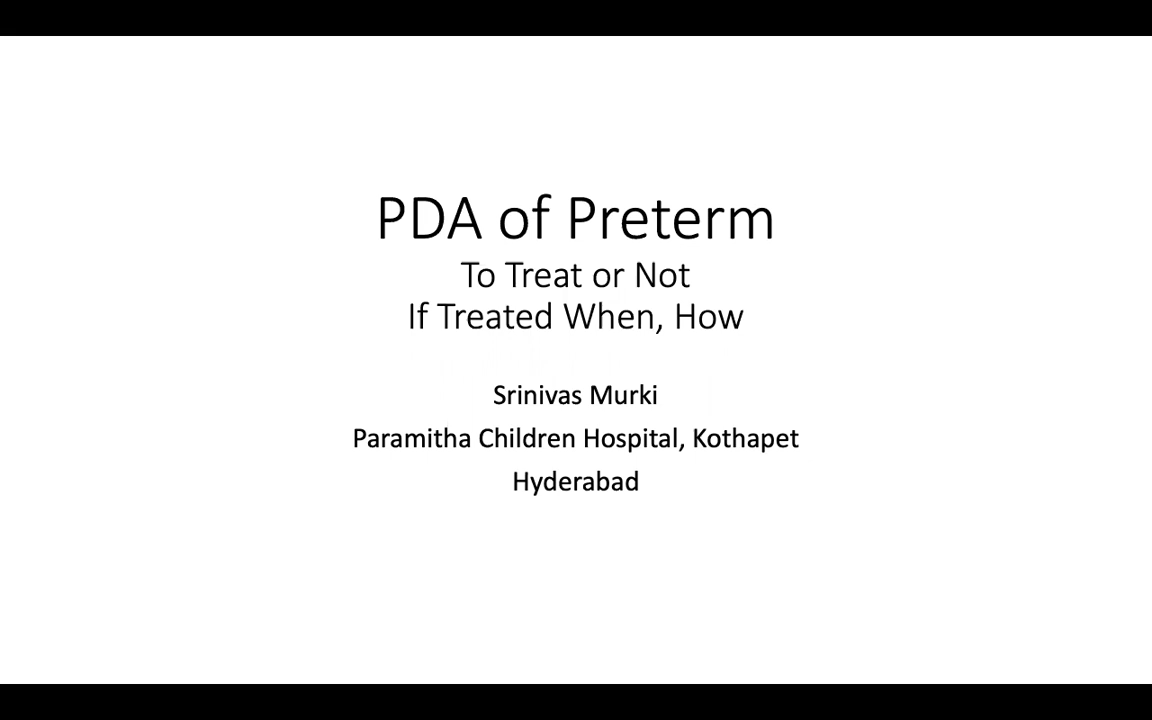 PDA of Preterm
To Treat or Not
If Treated When, How
Srinivas Murki
Paramitha Children Hospital, Kothapet
Hyderabad